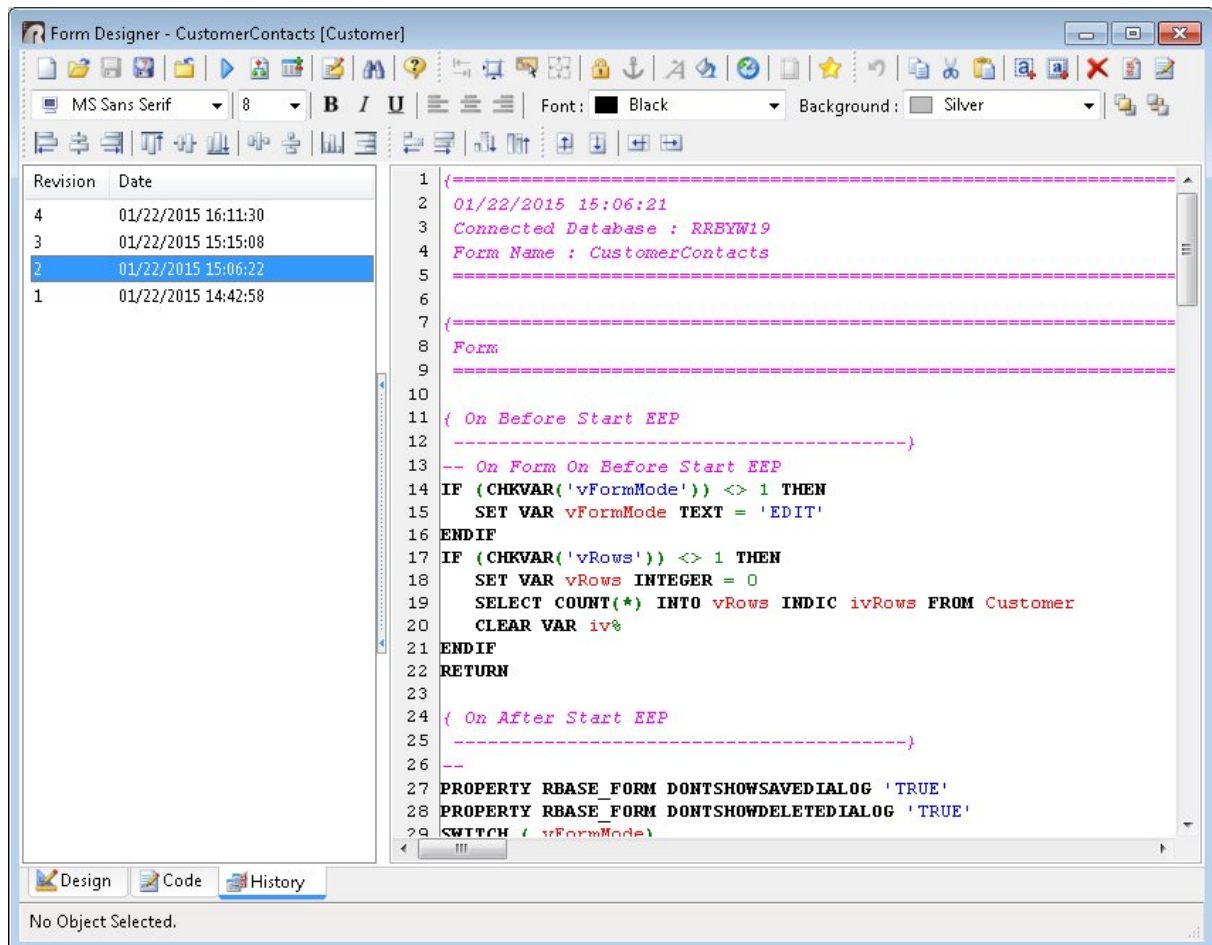 Form Designer - CustomerContacts [Customer]
MS Sans Serif 8 B I U Font: Black Background: Silver
Revision Date
4 01/22/2015 16:11:30
3 01/22/2015 15:15:08
2 01/22/2015 15:06:22
1 01/22/2015 14:42:58
1 {================================================================
2 01/22/2015 15:06:21
3 Connected Database : RRBYW19
4 Form Name : CustomerContacts
5 ================================================================
6
7 {================================================================
8 Form
9 ================================================================
10
11 { On Before Start EEP
12 ----------------------------------------}
13 -- On Form On Before Start EEP
14 IF (CHKVAR('vFormMode')) <> 1 THEN
15 SET VAR vFormMode TEXT = 'EDIT'
16 ENDIF
17 IF (CHKVAR('vRows')) <> 1 THEN
18 SET VAR vRows INTEGER = 0
19 SELECT COUNT(*) INTO vRows INDIC ivRows FROM Customer
20 CLEAR VAR iv%
21 ENDIF
22 RETURN
23
24 { On After Start EEP
25 ----------------------------------------}
26 --
27 PROPERTY RBASE_FORM DONTSHOWSAVEDIALOG 'TRUE'
28 PROPERTY RBASE_FORM DONTSHOWDELETEDIALOG 'TRUE'
29 SWITCH (.vFormMode)
Design Code History
No Object Selected.